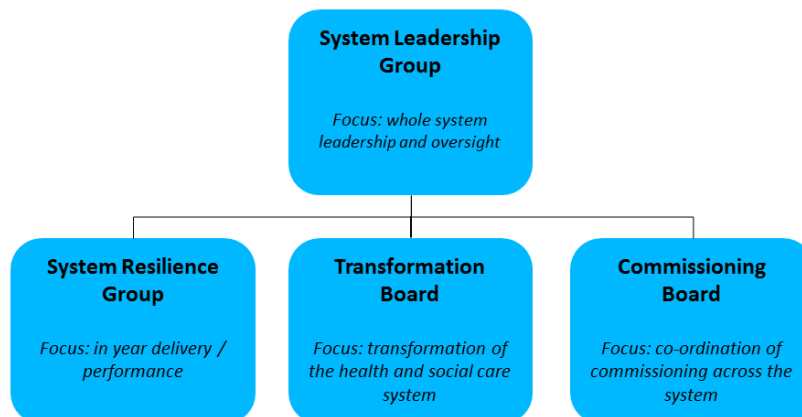 System Leadership
Group
Focus: whole system
leadership and oversight
System Resilience
Group
Focus: in year delivery /
performance
Transformation
Board
Focus: transformation of
the health and social care
system
Commissioning
Board
Focus: co-ordination of
commissioning across the
system